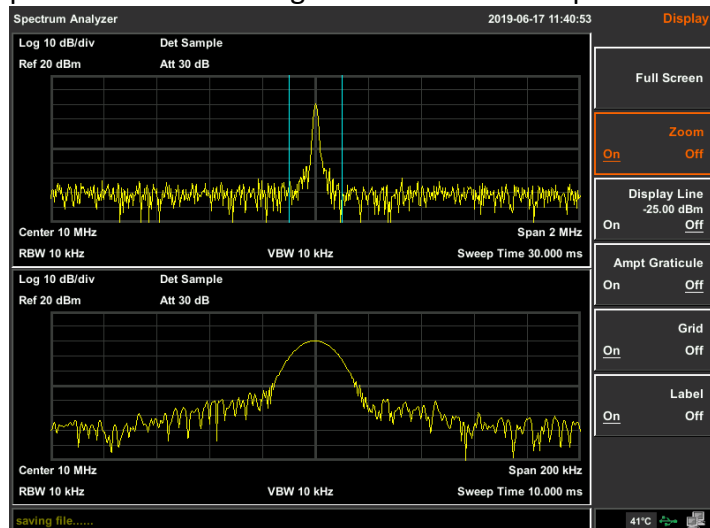 Spectrum Analyzer 2019-06-17 11:40:53 Display
Log 10 dB/div Det Sample
Ref 20 dBm Att 30 dB
Center 10 MHz Span 2 MHz
RBW 10 kHz VBW 10 kHz Sweep Time 30.000 ms
Log 10 dB/div Det Sample
Ref 20 dBm Att 30 dB
Center 10 MHz Span 200 kHz
RBW 10 kHz VBW 10 kHz Sweep Time 10.000 ms
saving file......
Full Screen
Zoom
On Off
Display Line
-25.00 dBm
On Off
Ampt Graticule
On Off
Grid
On Off
Label
On Off
41°C